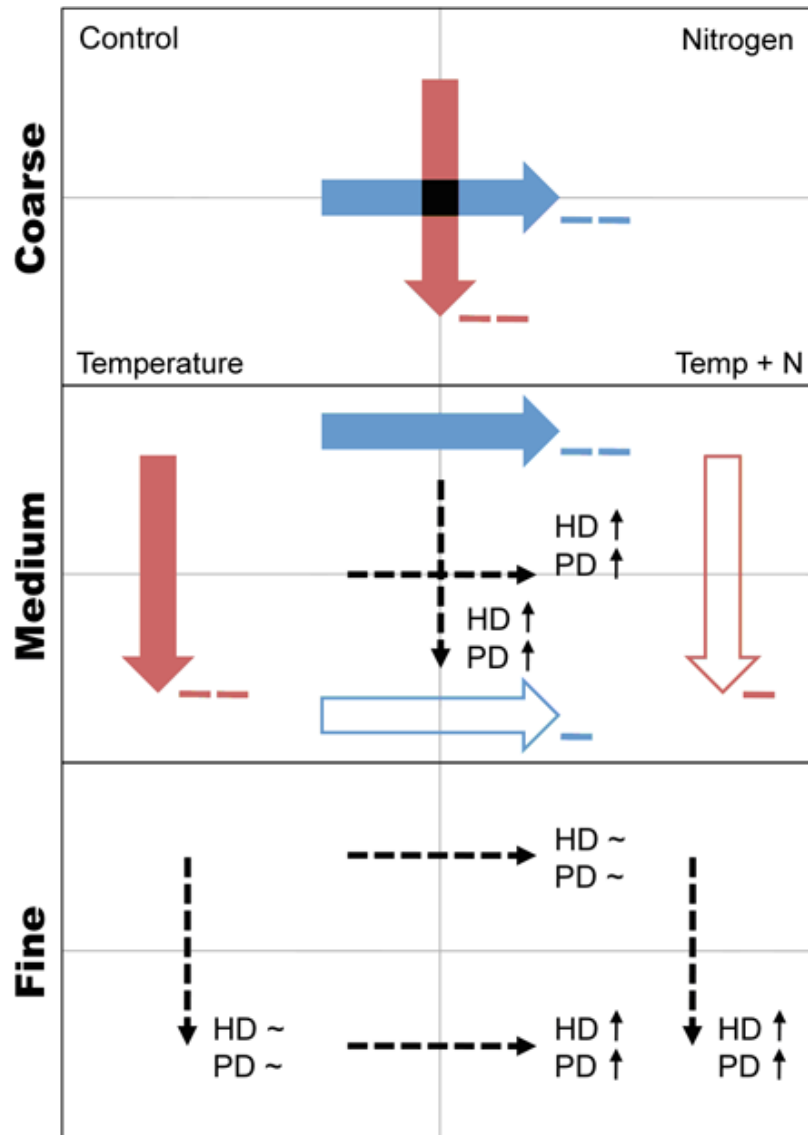 Control
Nitrogen
Coarse
Temperature
Temp + N
Medium
HD ↑
PD ↑
HD ↑
PD ↑
Fine
HD ~
PD ~
HD ~
PD ~
HD ↑
PD ↑
HD ↑
PD ↑